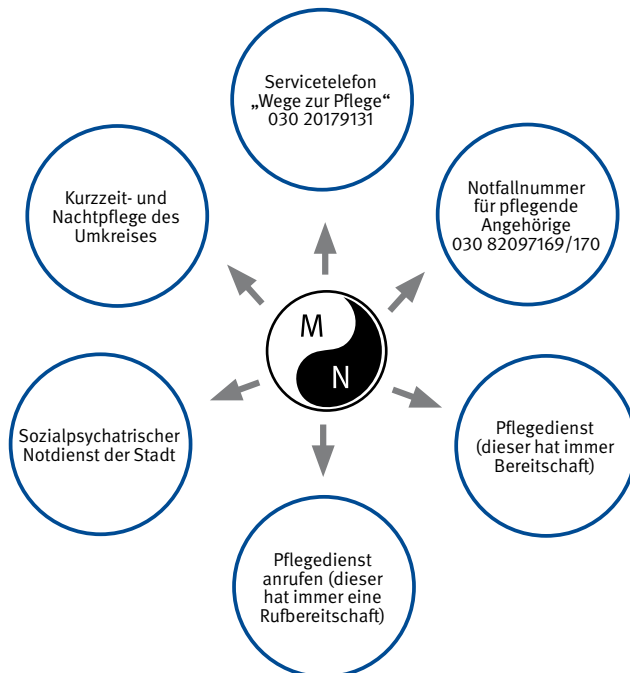 Servicetelefon
„Wege zur Pflege“
030 20179131
Kurzzeit- und
Nachtpflege des
Umkreises
Notfallnummer
für pflegende
Angehörige
030 82097169/170
M
N
Sozialpsychatrischer
Notdienst der Stadt
Pflegedienst
(dieser hat immer
Bereitschaft)
Pflegedienst
anrufen (dieser
hat immer eine
Rufbereitschaft)